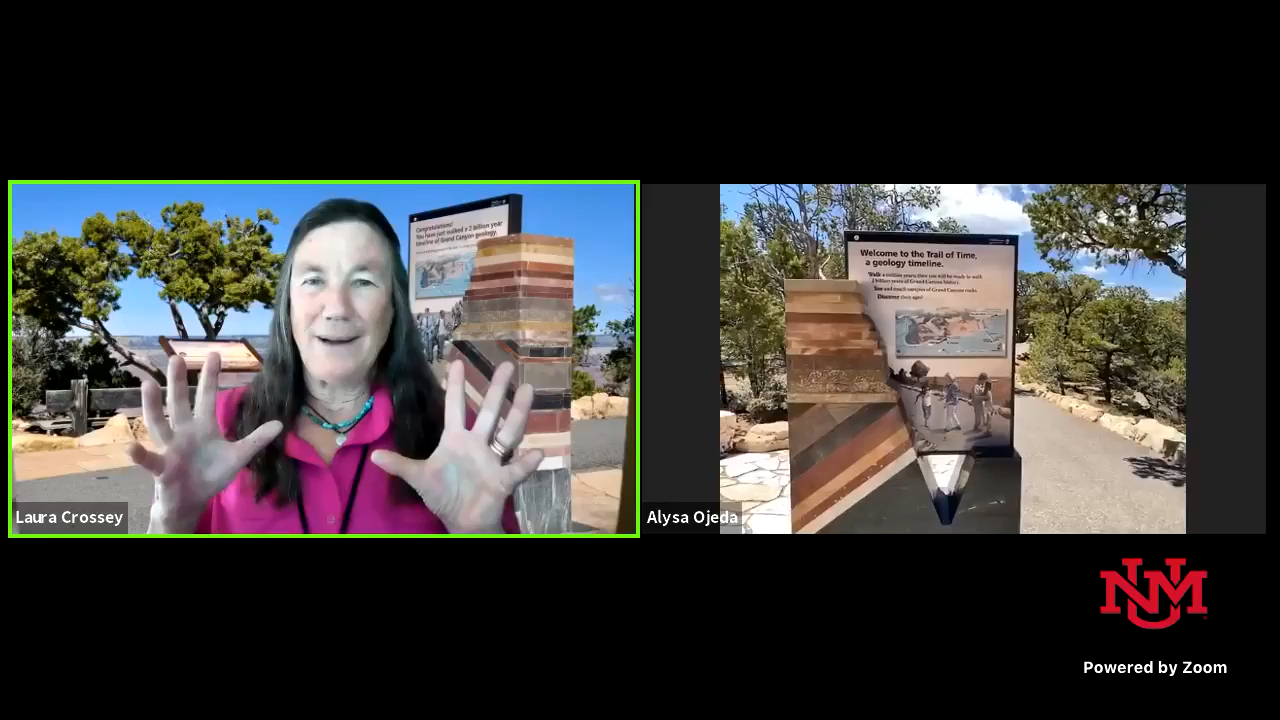 Congratulations!
You have just walked a 2 billion year
timeline of Grand Canyon geology.
Laura Crossey
Welcome to the Trail of Time,
a geology timeline.
Walk a million years; then you will be ready to walk
2 billion years of Grand Canyon history.
See and touch samples of Grand Canyon rocks.
Discover their ages!
Alysa Ojeda
UNM
Powered by Zoom